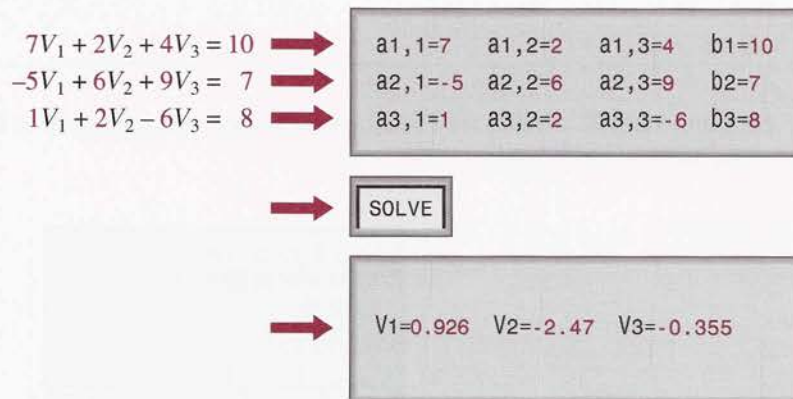 7V₁ + 2V₂ + 4V₃ = 10
a1,1=7 a1,2=2 a1,3=4 b1=10
–5V₁ + 6V₂ + 9V₃ = 7
a2,1=-5 a2,2=6 a2,3=9 b2=7
1V₁ + 2V₂ – 6V₃ = 8
a3,1=1 a3,2=2 a3,3=-6 b3=8
SOLVE
V1=0.926 V2=-2.47 V3=-0.355